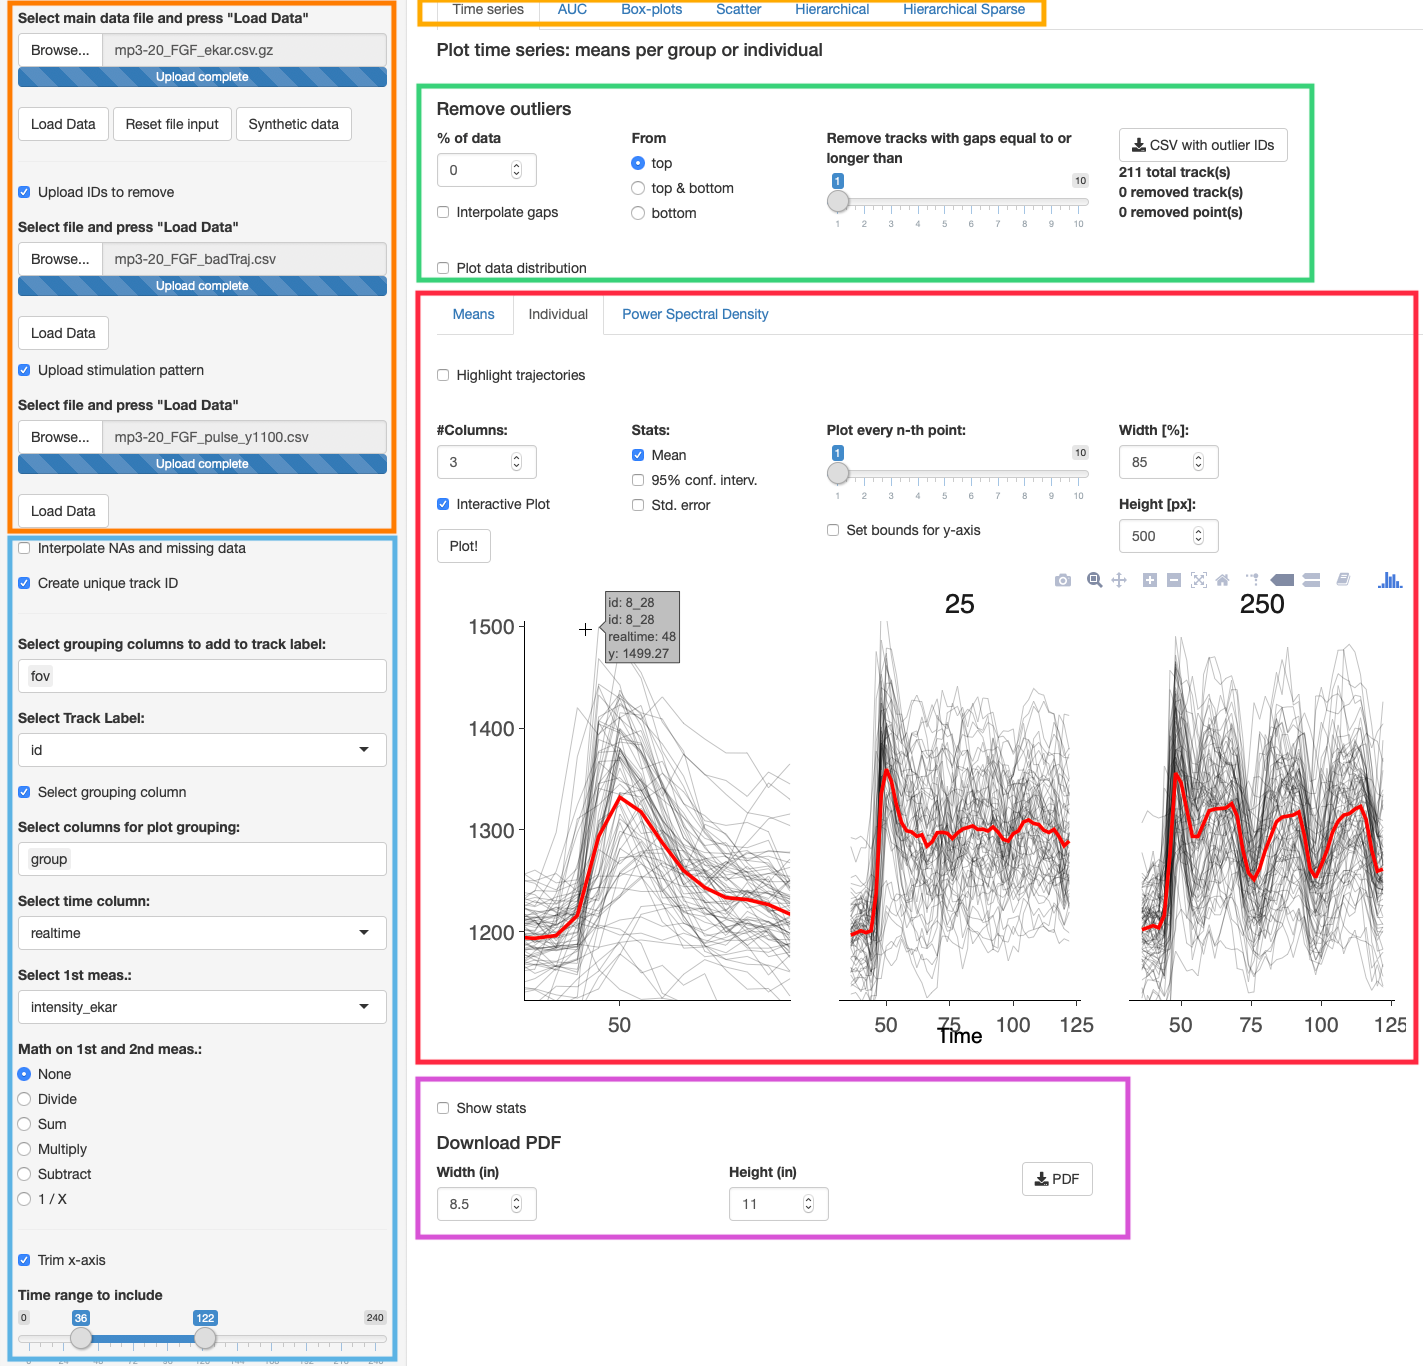 Select main data file and press "Load Data"
Browse... mp3-20_FGF_ekar.csv.gz
Upload complete
Load Data Reset file input Synthetic data
Upload IDs to remove
Select file and press "Load Data"
Browse... mp3-20_FGF_badTraj.csv
Upload complete
Load Data
Upload stimulation pattern
Select file and press "Load Data"
Browse... mp3-20_FGF_pulse_y1100.csv
Upload complete
Load Data
Interpolate NAs and missing data
Create unique track ID
Select grouping columns to add to track label:
fov
Select Track Label:
id
Select grouping column
Select columns for plot grouping:
group
Select time column:
realtime
Select 1st meas.:
intensity_ekar
Math on 1st and 2nd meas.:
None
Divide
Sum
Multiply
Subtract
1 / X
Trim x-axis
Time range to include
0 36 122 240
Time series AUC Box-plots Scatter Hierarchical Hierarchical Sparse
Plot time series: means per group or individual
Remove outliers
% of data
0
Interpolate gaps
From
top
top & bottom
bottom
Remove tracks with gaps equal to or
longer than
1 10
1 2 3 4 5 6 7 8 9 10
CSV with outlier IDs
211 total track(s)
0 removed track(s)
0 removed point(s)
Plot data distribution
Means Individual Power Spectral Density
Highlight trajectories
#Columns:
3
Interactive Plot
Plot!
Stats:
Mean
95% conf. interv.
Std. error
Plot every n-th point:
1 10
1 2 3 4 5 6 7 8 9 10
Set bounds for y-axis
Width [%]:
85
Height [px]:
500
id: 8_28
id: 8_28
realtime: 48
y: 1499.27
25 250
1500
1400
1300
1200
50 50 75 100 125 50 75 100 125
Time
Show stats
Download PDF
Width (in) Height (in)
8.5 11 PDF